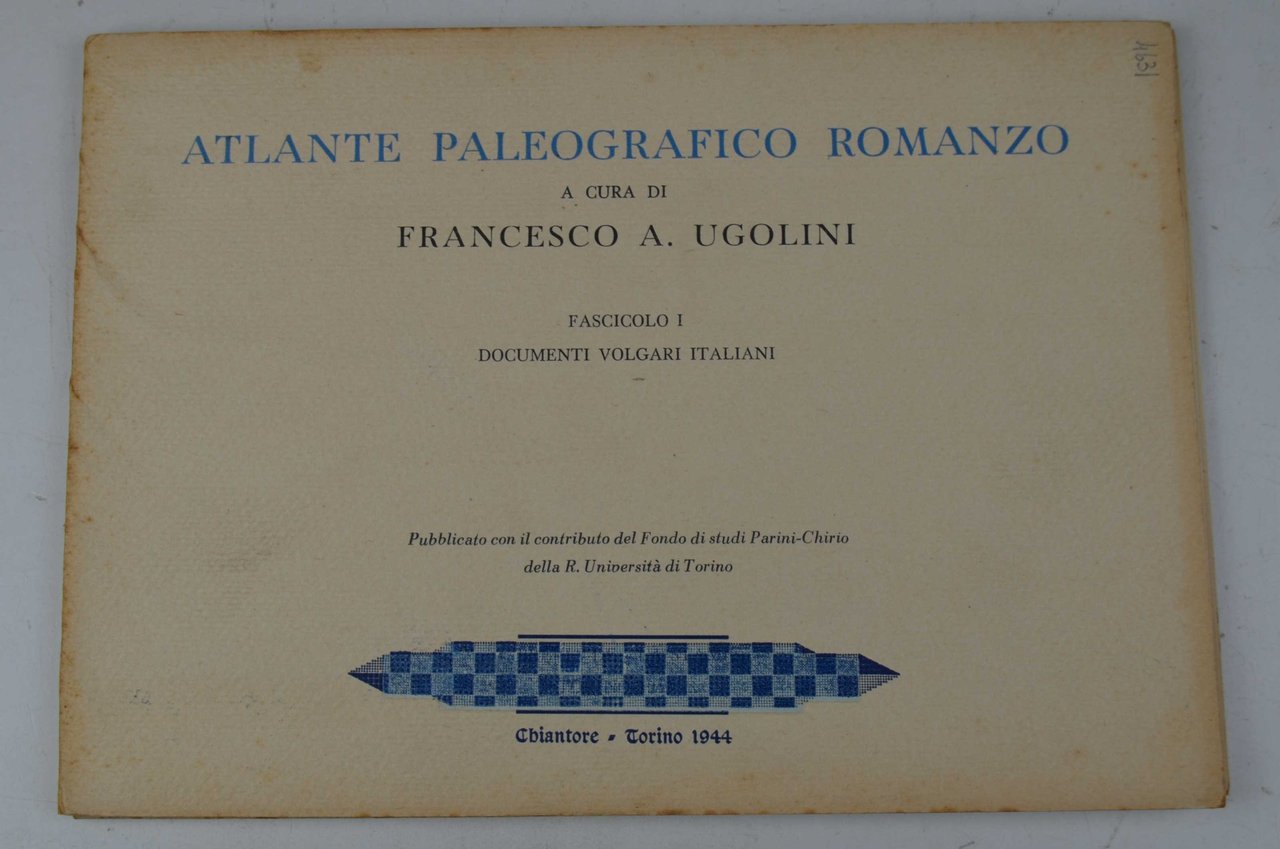 4631
ATLANTE PALEOGRAFICO ROMANZO
A CURA DI
FRANCESCO A. UGOLINI
FASCICOLO I
DOCUMENTI VOLGARI ITALIANI
Pubblicato con il contributo del Fondo di studi Parini-Chirio
della R. Università di Torino
Chiantore - Torino 1944